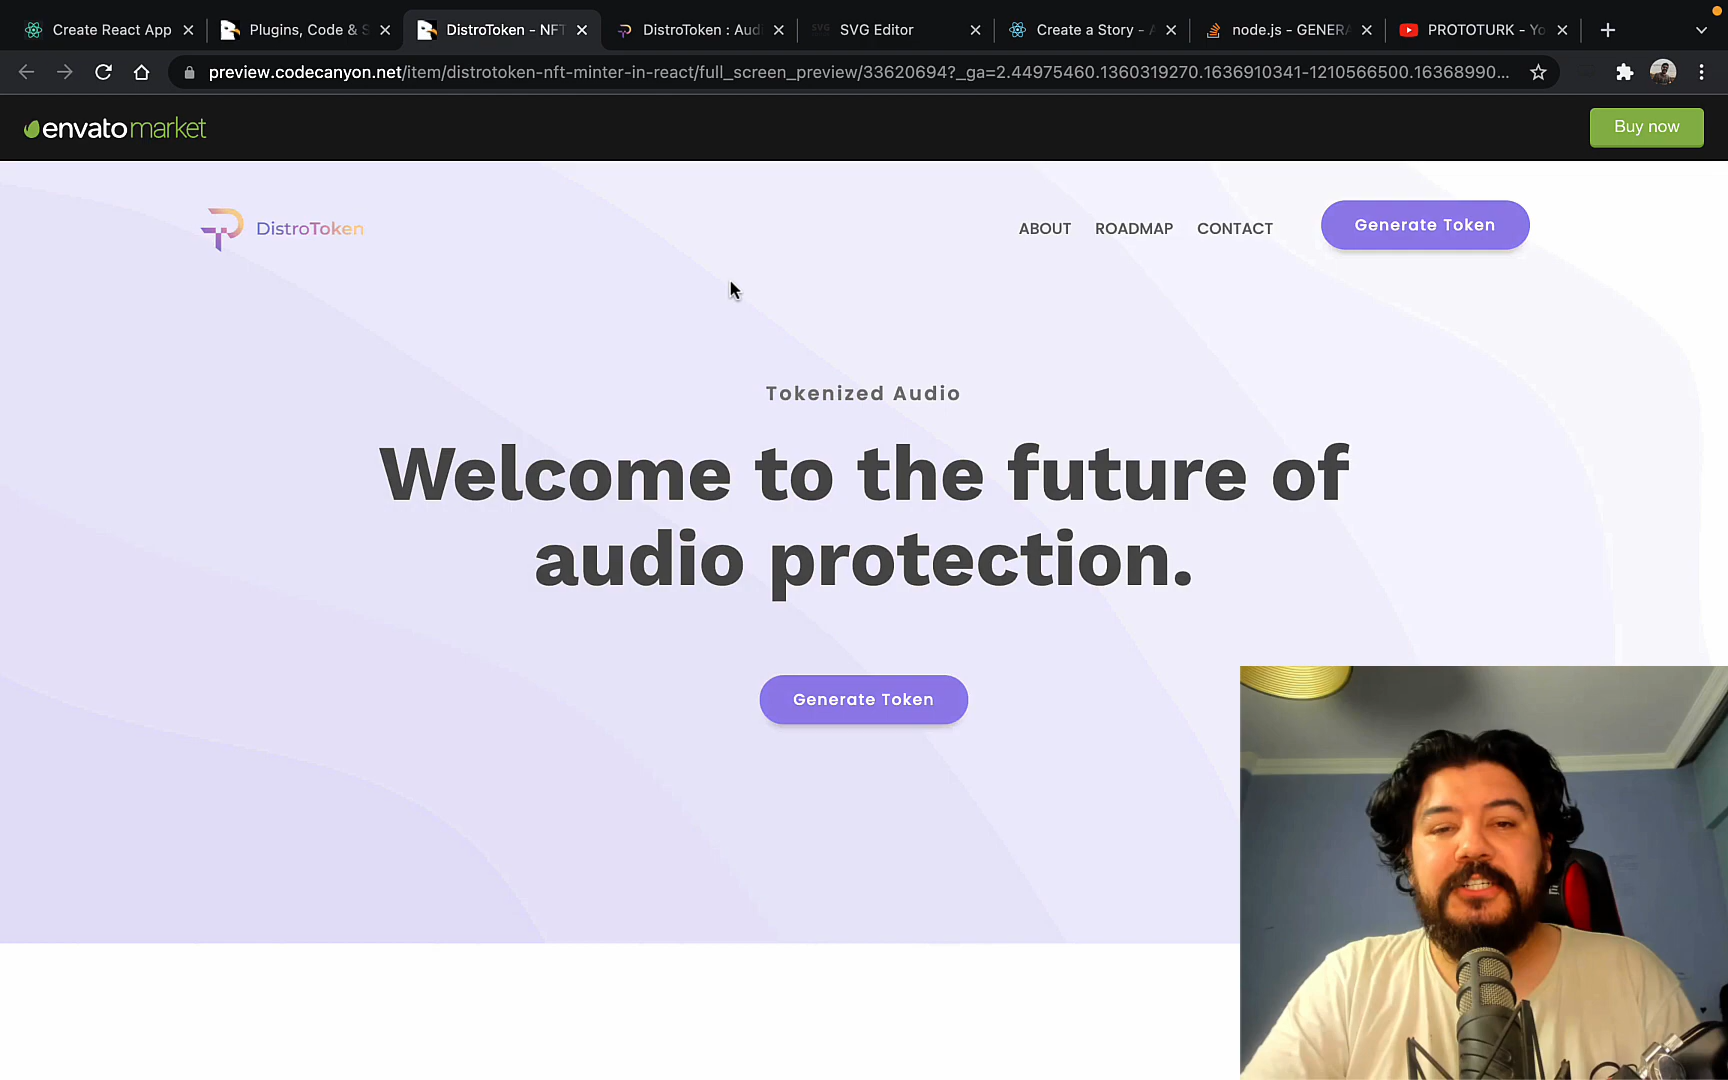 Create React App
Plugins, Code & S
DistroToken - NFT
DistroToken : Aud
SVG
SVG Editor
Create a Story - A
node.js - GENERA
PROTOTURK - Yo
preview.codecanyon.net/item/distrotoken-nft-minter-in-react/full_screen_preview/33620694?_ga=2.44975460.1360319270.1636910341-1210566500.16368990...
envatomarket
Buy now
DistroToken
ABOUT
ROADMAP
CONTACT
Generate Token
Tokenized Audio
Welcome to the future of
audio protection.
Generate Token